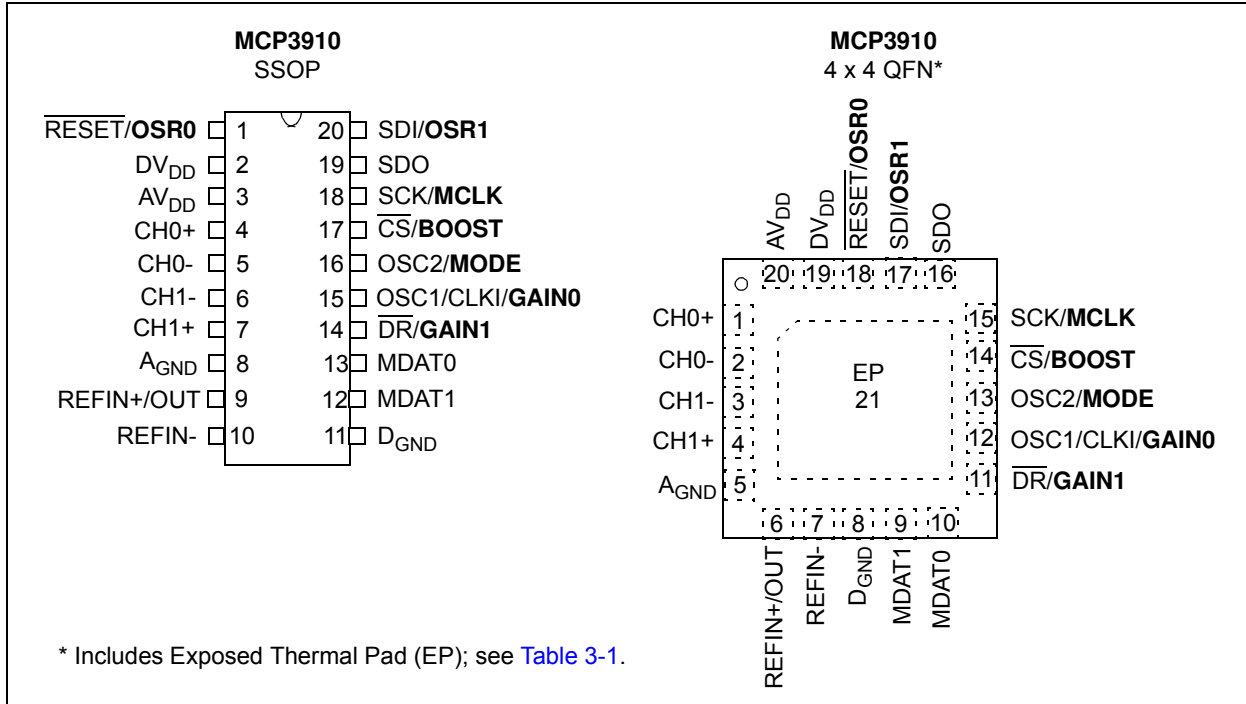 MCP3910
SSOP
RESET/OSR0 1
DVDD 2
AVDD 3
CH0+ 4
CH0- 5
CH1- 6
CH1+ 7
AGND 8
REFIN+/OUT 9
REFIN- 10
20 SDI/OSR1
19 SDO
18 SCK/MCLK
17 CS/BOOST
16 OSC2/MODE
15 OSC1/CLKI/GAIN0
14 DR/GAIN1
13 MDAT0
12 MDAT1
11 DGND
MCP3910
4 x 4 QFN*
AVDD
DVDD
RESET/OSR0
SDI/OSR1
SDO
20 19 18 17 16
CH0+ 1
CH0- 2
CH1- 3
CH1+ 4
AGND 5
EP
21
15 SCK/MCLK
14 CS/BOOST
13 OSC2/MODE
12 OSC1/CLKI/GAIN0
11 DR/GAIN1
6 7 8 9 10
REFIN+/OUT
REFIN-
DGND
MDAT1
MDAT0
* Includes Exposed Thermal Pad (EP); see Table 3-1.